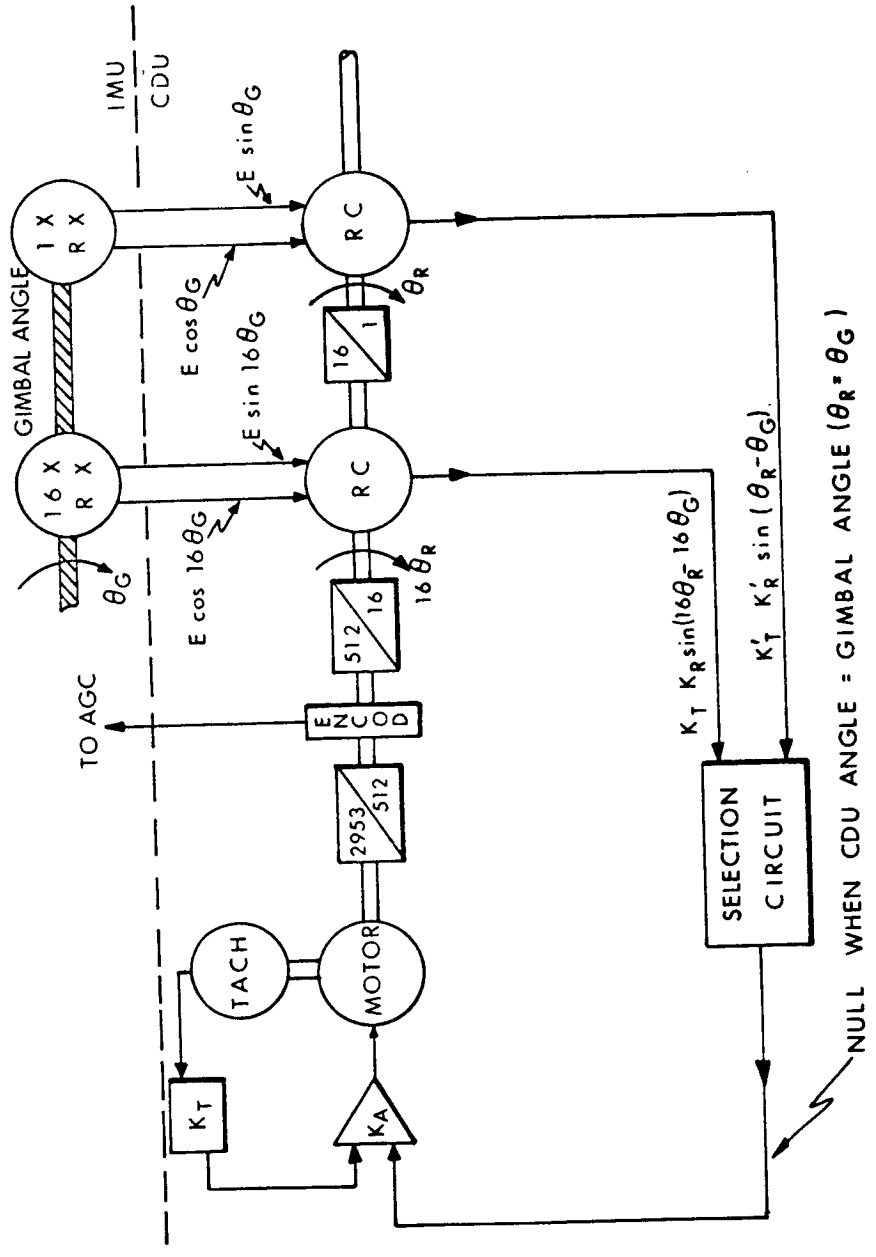 GIMBAL ANGLE
IMU
CDU
16 X
R X
1 X
R X
θG
E cos 16θG
E sin 16θG
E cos θG
E sin θG
TO AGC
KT
TACH
KA
MOTOR
2953
512
ENCOD
512
16
RC
16θR
16
1
RC
θR
KT KR sin(16θR-16θG)
K'T K'R sin (θR-θG)
SELECTION
CIRCUIT
NULL WHEN CDU ANGLE = GIMBAL ANGLE (θR=θG)